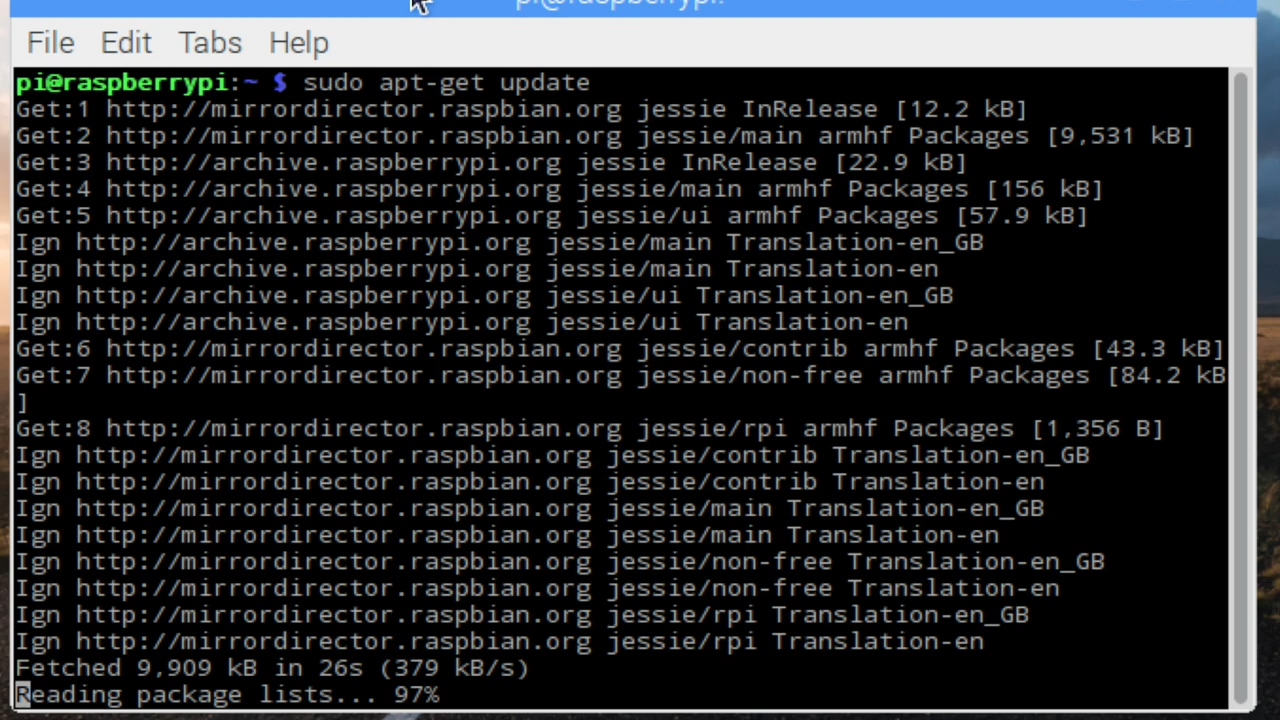 pi@raspberrypi:
File Edit Tabs Help
pi@raspberrypi:~ $ sudo apt-get update
Get:1 http://mirrordirector.raspbian.org jessie InRelease [12.2 kB]
Get:2 http://mirrordirector.raspbian.org jessie/main armhf Packages [9,531 kB]
Get:3 http://archive.raspberrypi.org jessie InRelease [22.9 kB]
Get:4 http://archive.raspberrypi.org jessie/main armhf Packages [156 kB]
Get:5 http://archive.raspberrypi.org jessie/ui armhf Packages [57.9 kB]
Ign http://archive.raspberrypi.org jessie/main Translation-en_GB
Ign http://archive.raspberrypi.org jessie/main Translation-en
Ign http://archive.raspberrypi.org jessie/ui Translation-en_GB
Ign http://archive.raspberrypi.org jessie/ui Translation-en
Get:6 http://mirrordirector.raspbian.org jessie/contrib armhf Packages [43.3 kB]
Get:7 http://mirrordirector.raspbian.org jessie/non-free armhf Packages [84.2 kB
]
Get:8 http://mirrordirector.raspbian.org jessie/rpi armhf Packages [1,356 B]
Ign http://mirrordirector.raspbian.org jessie/contrib Translation-en_GB
Ign http://mirrordirector.raspbian.org jessie/contrib Translation-en
Ign http://mirrordirector.raspbian.org jessie/main Translation-en_GB
Ign http://mirrordirector.raspbian.org jessie/main Translation-en
Ign http://mirrordirector.raspbian.org jessie/non-free Translation-en_GB
Ign http://mirrordirector.raspbian.org jessie/non-free Translation-en
Ign http://mirrordirector.raspbian.org jessie/rpi Translation-en_GB
Ign http://mirrordirector.raspbian.org jessie/rpi Translation-en
Fetched 9,909 kB in 26s (379 kB/s)
Reading package lists... 97%